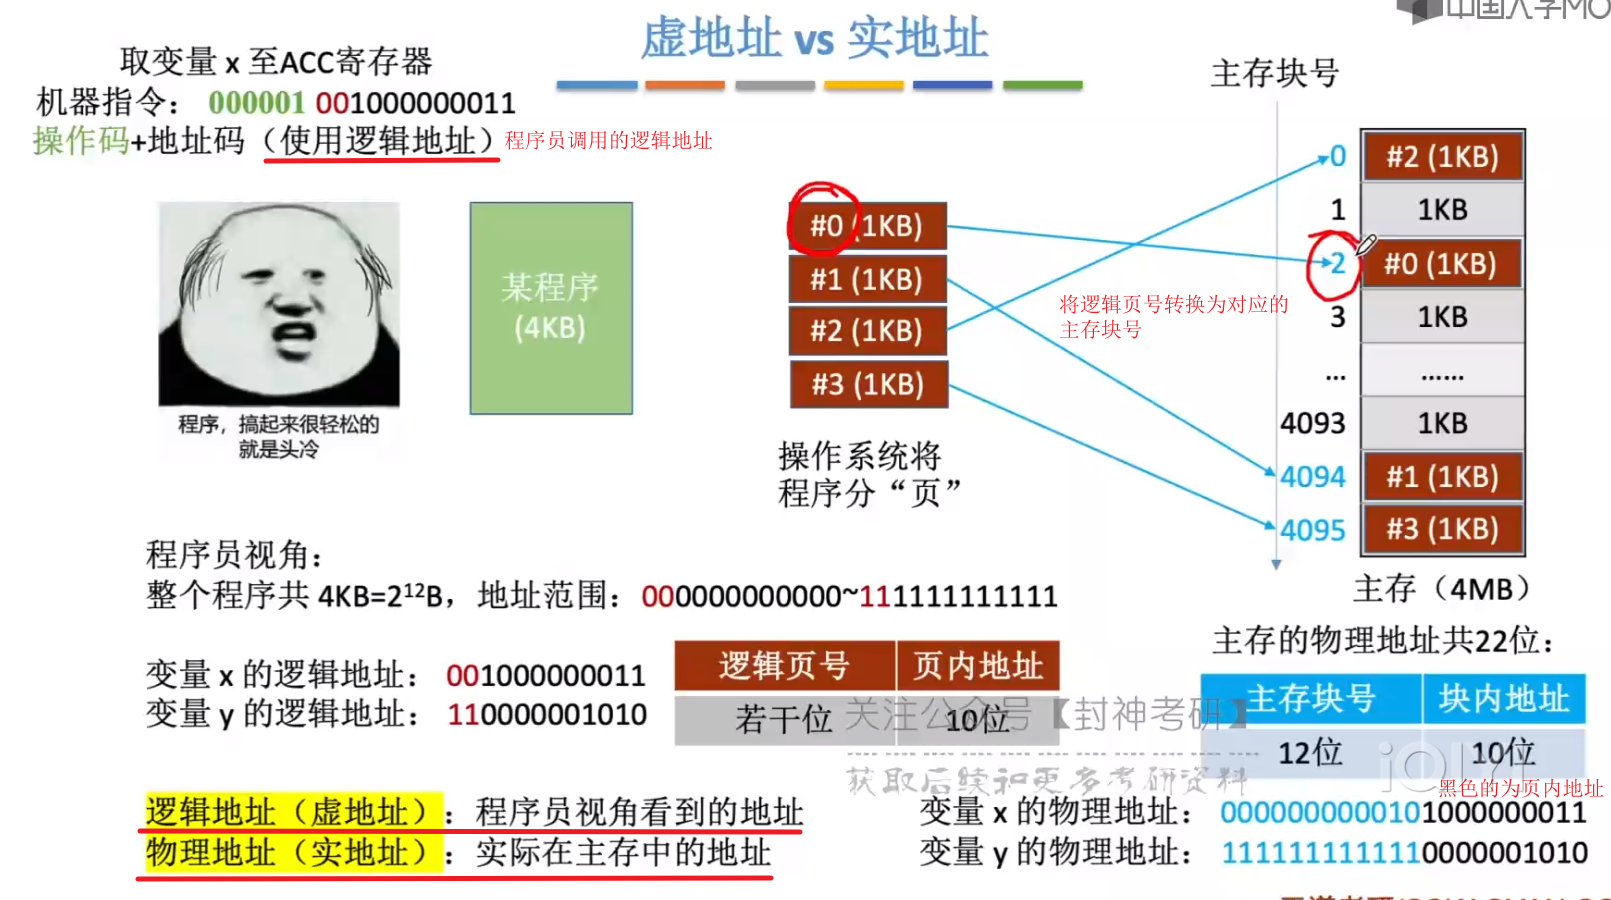 中国大学MO
虚地址 vs 实地址
取变量 x 至ACC寄存器
机器指令： 000001 001000000011
操作码+地址码（使用逻辑地址）程序员调用的逻辑地址
主存块号
某程序
(4KB)
程序，搞起来很轻松的
就是头冷
#0 (1KB)
#1 (1KB)
#2 (1KB)
#3 (1KB)
操作系统将
程序分“页”
将逻辑页号转换为对应的
主存块号
0 #2 (1KB)
1 1KB
2 #0 (1KB)
3 1KB
... ......
4093 1KB
4094 #1 (1KB)
4095 #3 (1KB)
主存（4MB）
程序员视角：
整个程序共 4KB=2¹²B，地址范围：000000000000~111111111111
变量 x 的逻辑地址： 001000000011
变量 y 的逻辑地址： 110000001010
逻辑页号 页内地址
若干位 10位
关注公众号【封神考研】
获取后续和更多考研资料
主存的物理地址共22位：
主存块号 块内地址
12位 10位
黑色的为页内地址
逻辑地址（虚地址）：程序员视角看到的地址
物理地址（实地址）：实际在主存中的地址
变量 x 的物理地址： 0000000000101000000011
变量 y 的物理地址： 1111111111110000001010